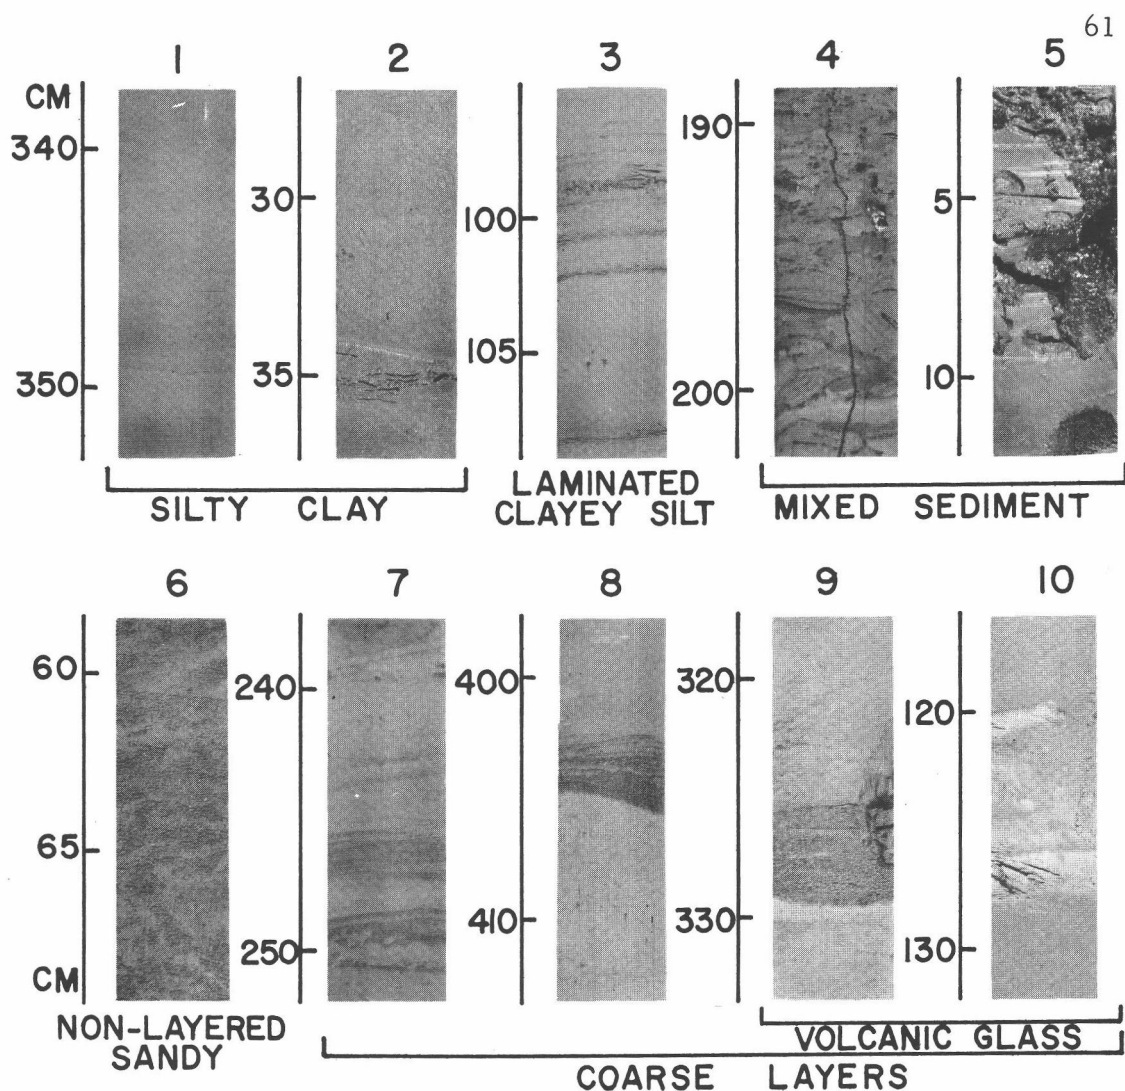 61
1 2 3 4 5
CM
340
350
30
35
100
105
190
200
5
10
SILTY CLAY
LAMINATED
CLAYEY SILT
MIXED SEDIMENT
6 7 8 9 10
60
65
CM
240
250
400
410
320
330
120
130
NON-LAYERED
SANDY
VOLCANIC GLASS
COARSE LAYERS